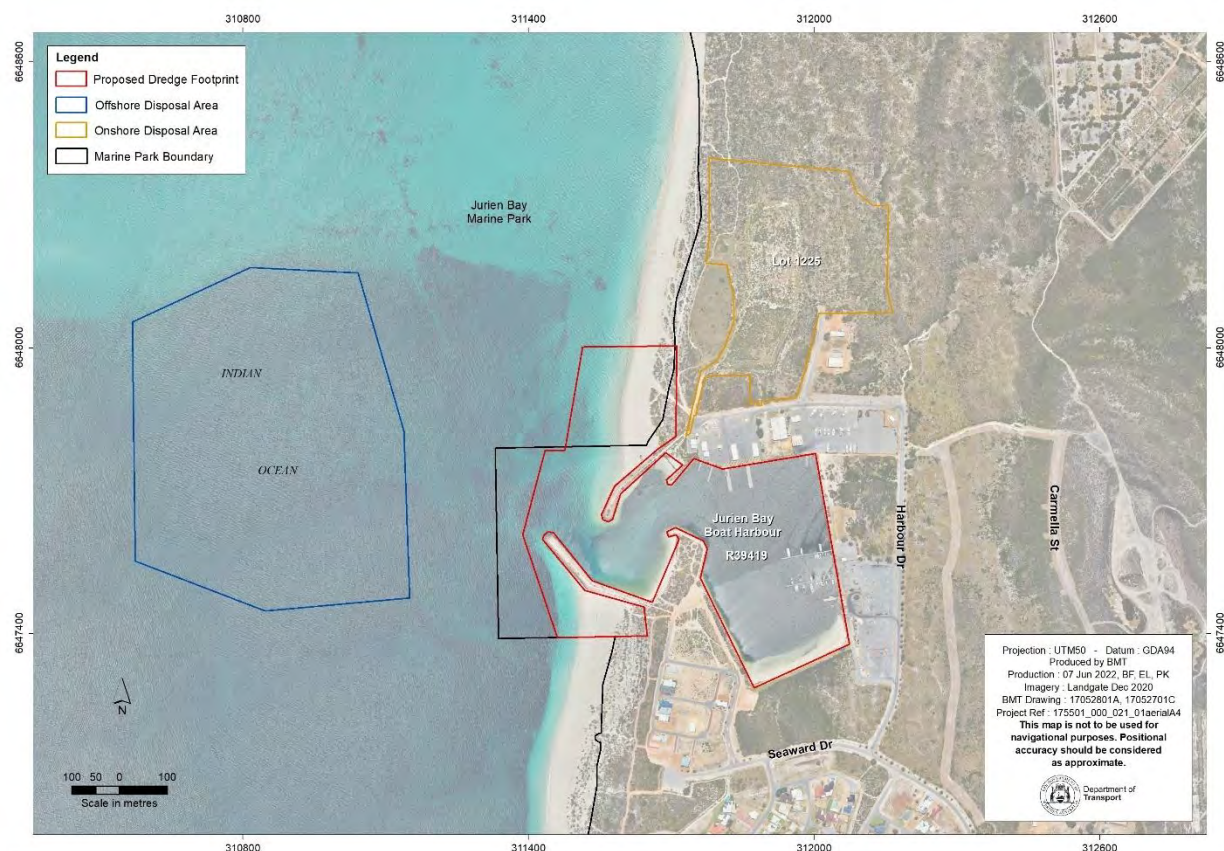 310800
311400
312000
312600
6648600
6648600
Legend
Proposed Dredge Footprint
Offshore Disposal Area
Onshore Disposal Area
Marine Park Boundary
Jurien Bay
Marine Park
Lot 1225
6648000
6648000
INDIAN
OCEAN
Jurien Bay
Boat Harbour
R39419
Harbour Dr
Carmella St
6647400
6647400
N
100 50 0 100
Scale in metres
Seaward Dr
Projection : UTM50 - Datum : GDA94
Produced by BMT
Production : 07 Jun 2022, BF, EL, PK
Imagery : Landgate Dec 2020
BMT Drawing : 17052801A, 17052701C
Project Ref : 175501_000_021_01aerialA4
This map is not to be used for
navigational purposes. Positional
accuracy should be considered
as approximate.
Department of
Transport
310800
311400
312000
312600